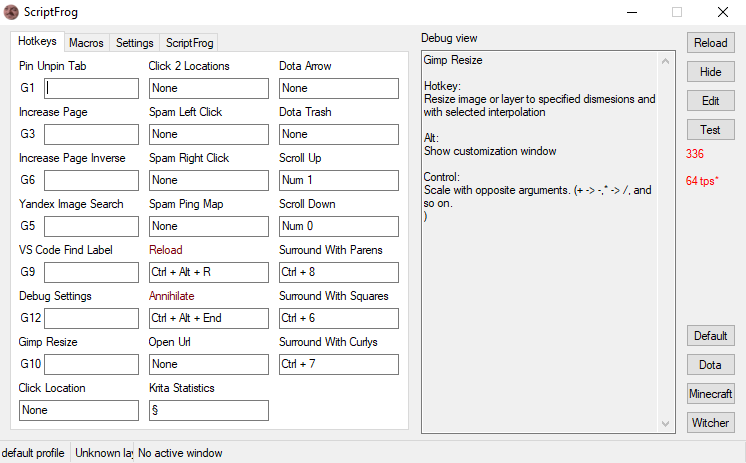 ScriptFrog
Hotkeys Macros Settings ScriptFrog
Pin Unpin Tab
G1
Increase Page
G3
Increase Page Inverse
G6
Yandex Image Search
G5
VS Code Find Label
G9
Debug Settings
G12
Gimp Resize
G10
Click Location
None
Click 2 Locations
None
Spam Left Click
None
Spam Right Click
None
Spam Ping Map
None
Reload
Ctrl + Alt + R
Annihilate
Ctrl + Alt + End
Open Url
None
Krita Statistics
§
Dota Arrow
None
Dota Trash
None
Scroll Up
Num 1
Scroll Down
Num 0
Surround With Parens
Ctrl + 8
Surround With Squares
Ctrl + 6
Surround With Curlys
Ctrl + 7
Debug view
Gimp Resize
Hotkey:
Resize image or layer to specified dismesions and
with selected interpolation
Alt:
Show customization window
Control:
Scale with opposite arguments. (+ -> -,* -> /, and
so on.
)
Reload
Hide
Edit
Test
336
64 tps*
Default
Dota
Minecraft
Witcher
default profile Unknown lay No active window